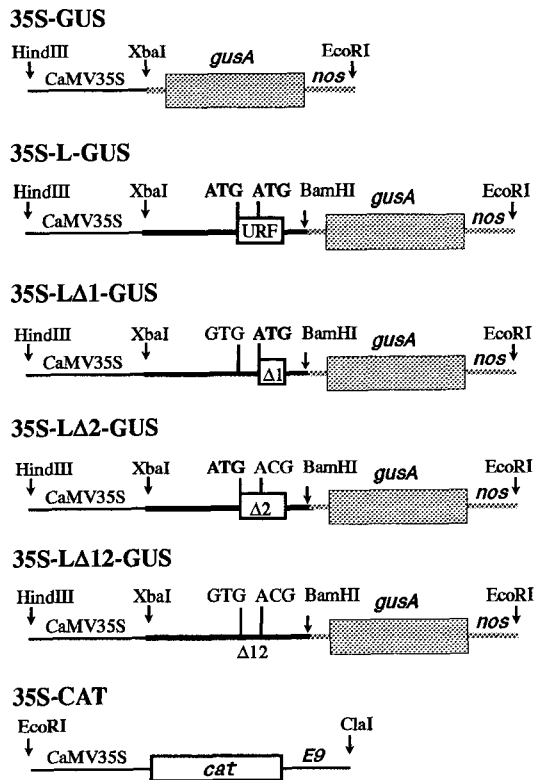 35S-GUS
HindIII XbaI gusA EcoRI
CaMV35S nos
35S-L-GUS
HindIII XbaI ATG ATG BamHI gusA EcoRI
CaMV35S URF nos
35S-LΔ1-GUS
HindIII XbaI GTG ATG BamHI gusA EcoRI
CaMV35S Δ1 nos
35S-LΔ2-GUS
HindIII XbaI ATG ACG BamHI gusA EcoRI
CaMV35S Δ2 nos
35S-LΔ12-GUS
HindIII XbaI GTG ACG BamHI gusA EcoRI
CaMV35S Δ12 nos
35S-CAT
EcoRI ClaI
CaMV35S cat E9